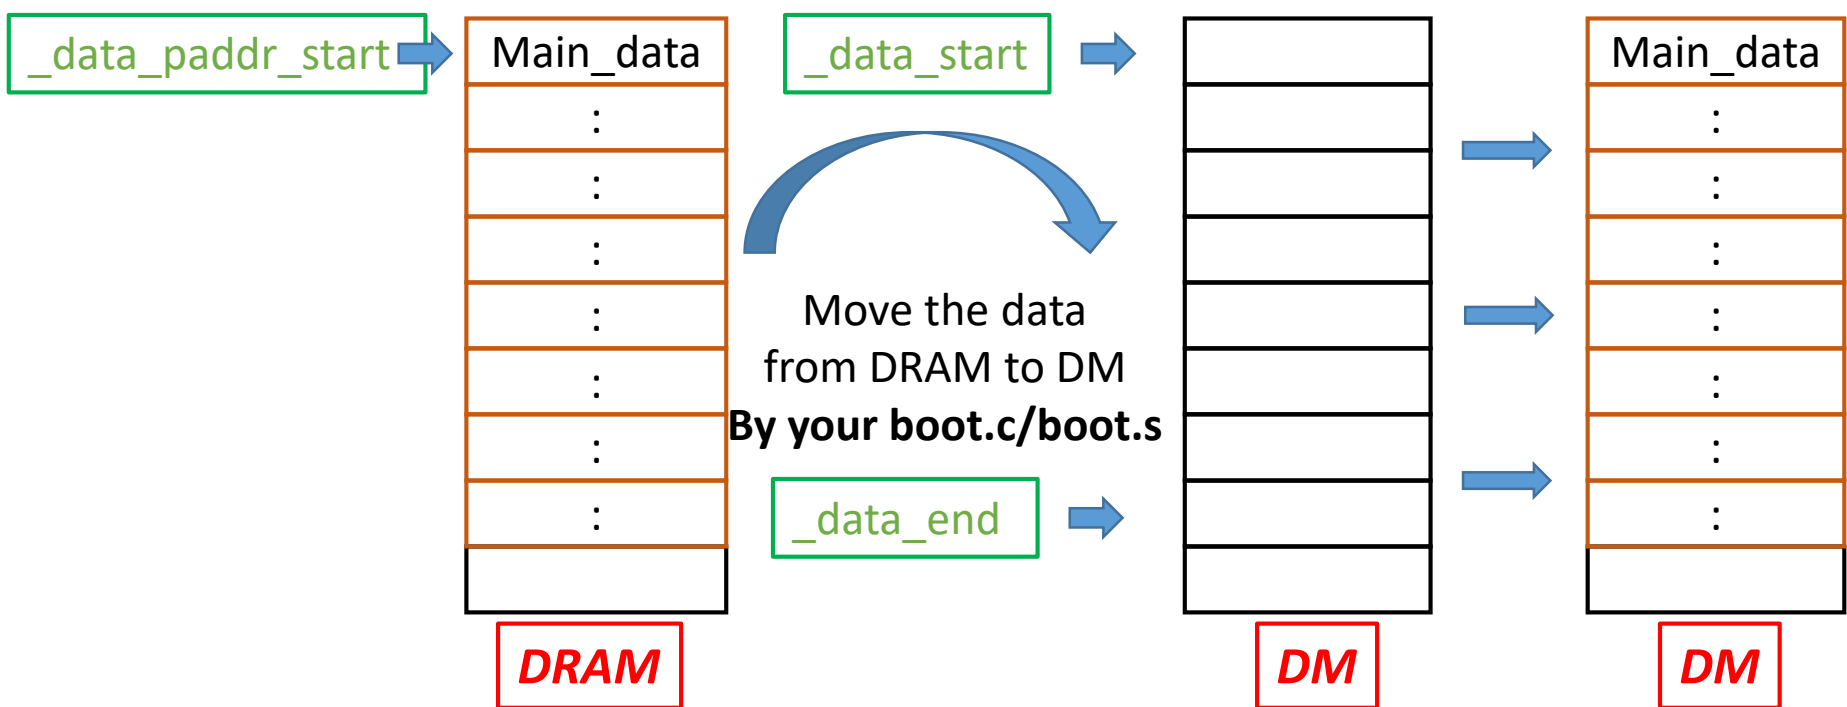 _data_paddr_start
Main_data
_data_start
Main_data
:
:
:
:
:
:
:
:
:
:
:
:
:
:
Move the data
from DRAM to DM
By your boot.c/boot.s
_data_end
DRAM
DM
DM